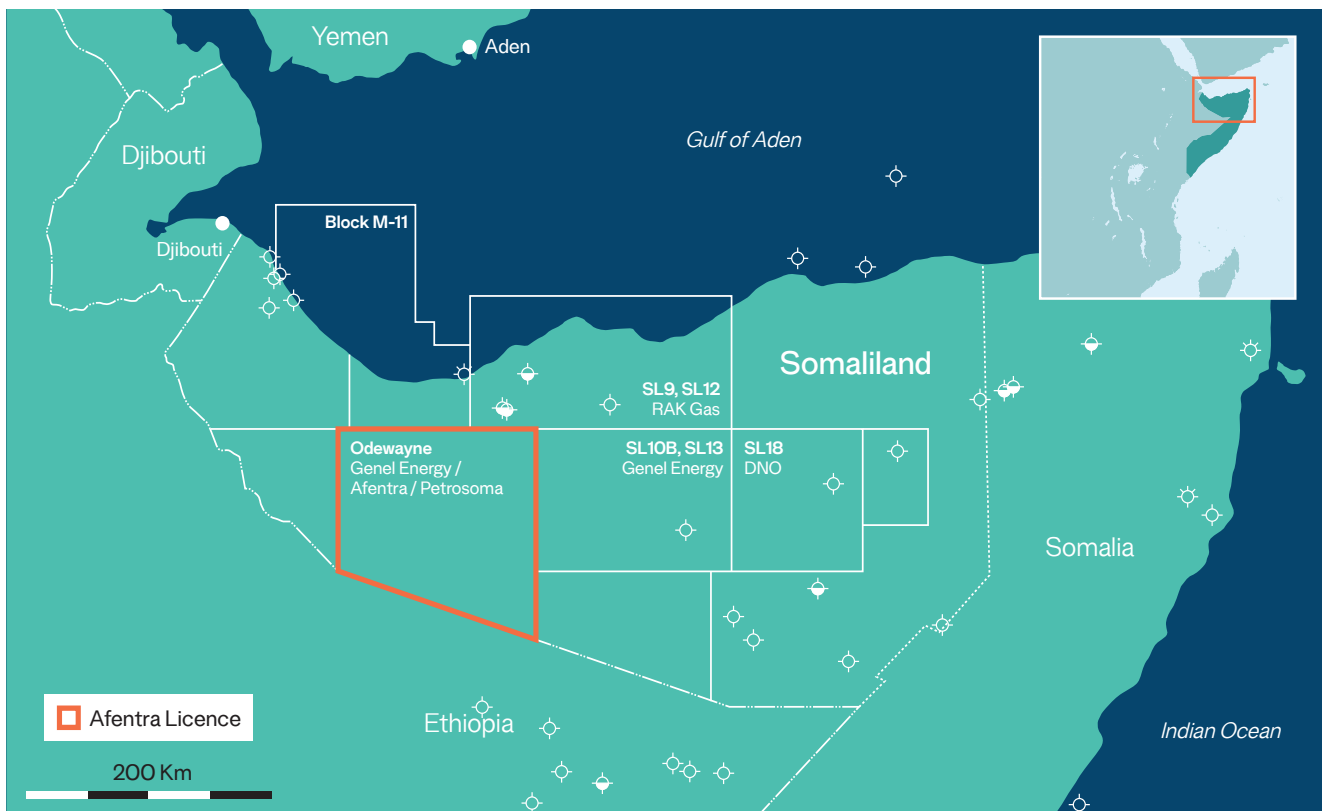 Yemen
Aden
Gulf of Aden
Djibouti
Djibouti
Block M-11
Somaliland
SL9, SL12
RAK Gas
Odewayne
Genel Energy /
Afentra / Petrosoma
SL10B, SL13
Genel Energy
SL18
DNO
Somalia
Ethiopia
Indian Ocean
Afentra Licence
200 Km